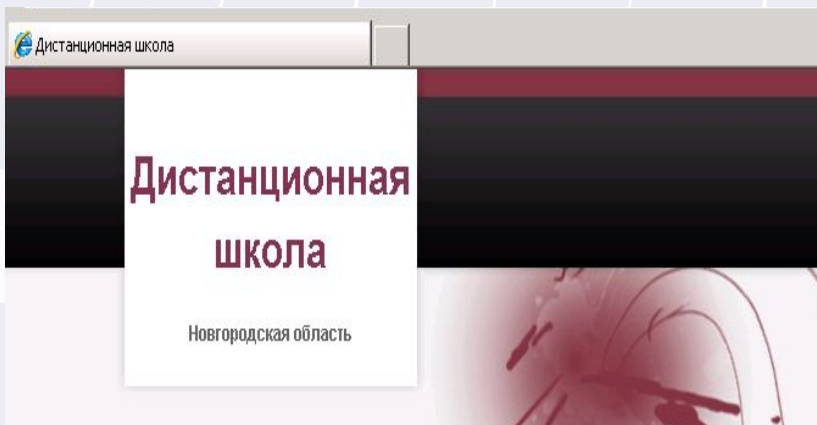 Дистанционная школа
Дистанционная
школа
Новгородская область